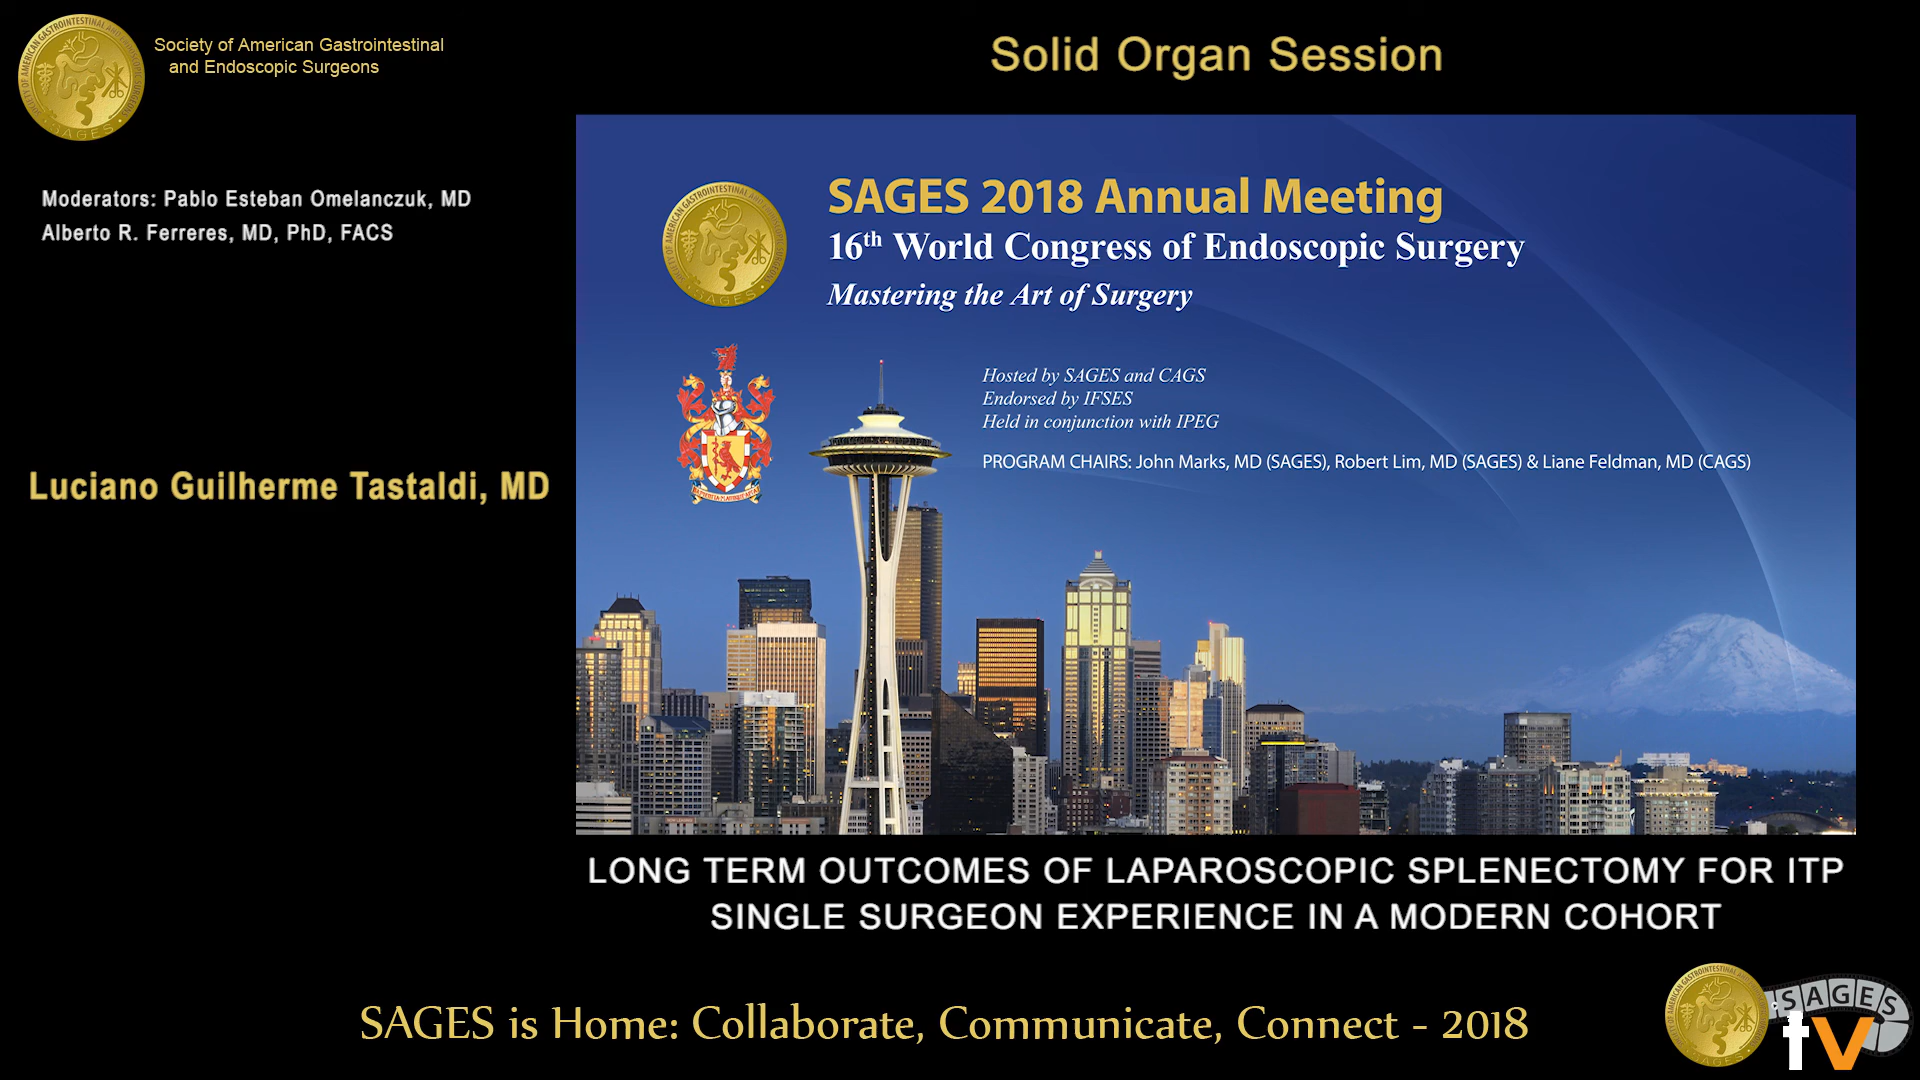 Society of American Gastrointestinal
and Endoscopic Surgeons
Solid Organ Session
Moderators: Pablo Esteban Omelanczuk, MD
Alberto R. Ferreres, MD, PhD, FACS
Luciano Guilherme Tastaldi, MD
SAGES 2018 Annual Meeting
16th World Congress of Endoscopic Surgery
Mastering the Art of Surgery
Hosted by SAGES and CAGS
Endorsed by IFSES
Held in conjunction with IPEG
PROGRAM CHAIRS: John Marks, MD (SAGES), Robert Lim, MD (SAGES) & Liane Feldman, MD (CAGS)
LONG TERM OUTCOMES OF LAPAROSCOPIC SPLENECTOMY FOR ITP
SINGLE SURGEON EXPERIENCE IN A MODERN COHORT
SAGES is Home: Collaborate, Communicate, Connect - 2018
SAGES
tv